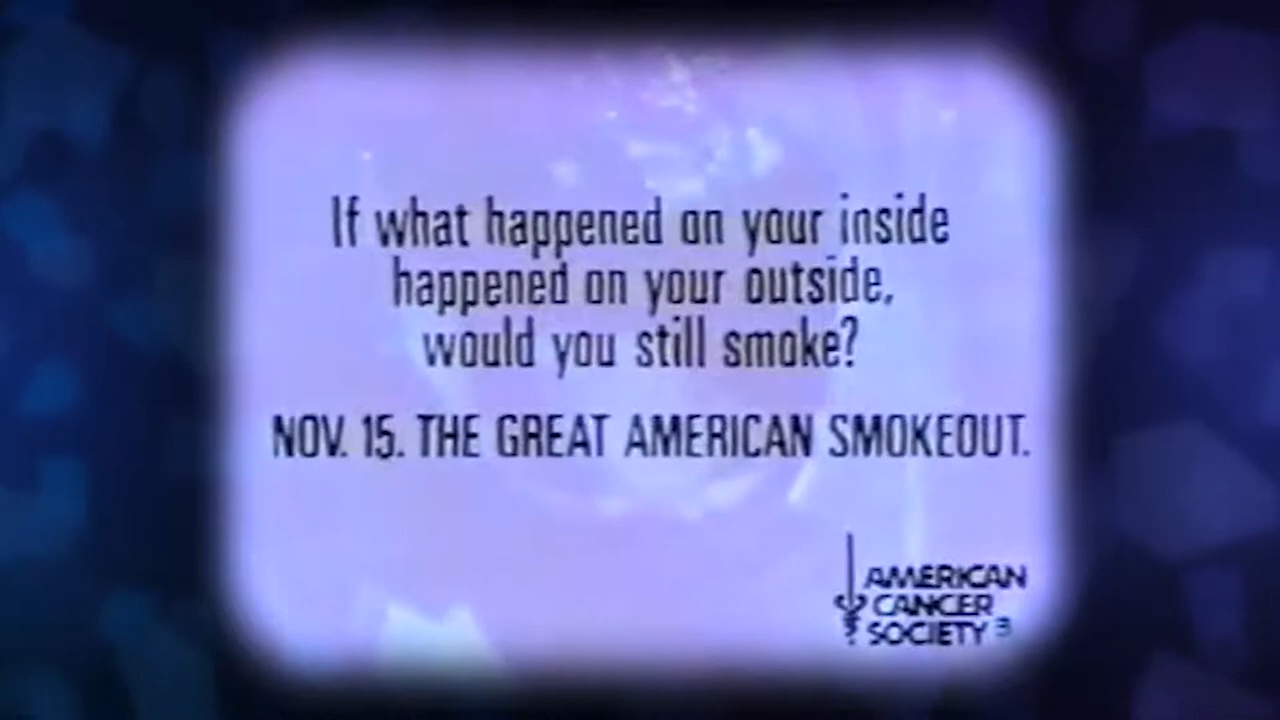 If what happened on your inside
happened on your outside,
would you still smoke?
NOV. 15. THE GREAT AMERICAN SMOKEOUT.
AMERICAN
CANCER
SOCIETY